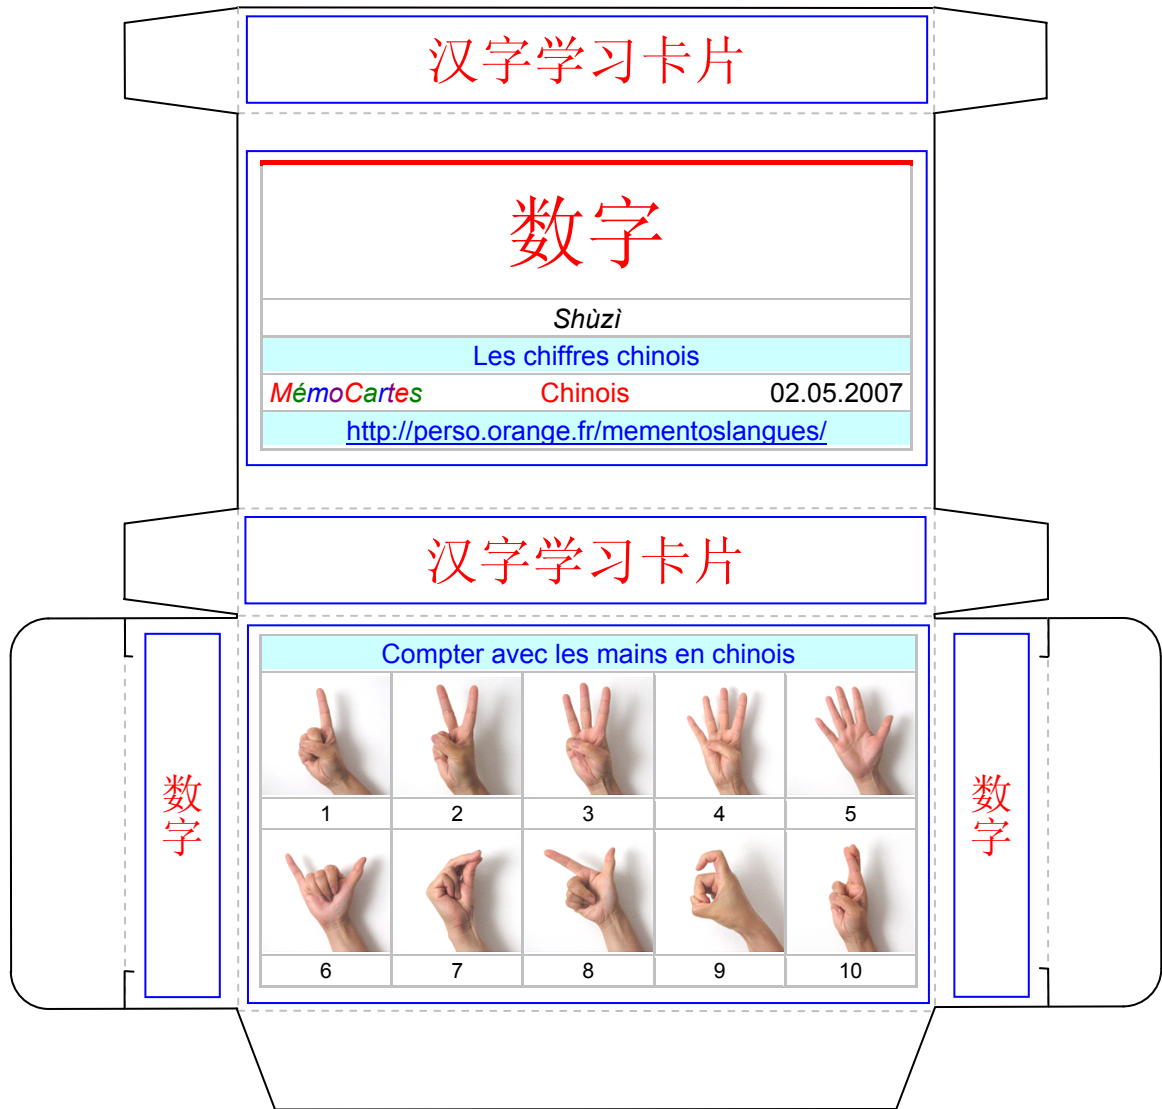 汉字学习卡片
数字
Shùzì
Les chiffres chinois
MémoCartes Chinois 02.05.2007
http://perso.orange.fr/mementoslangues/
汉字学习卡片
数字
Compter avec les mains en chinois
1 2 3 4 5
6 7 8 9 10
数字